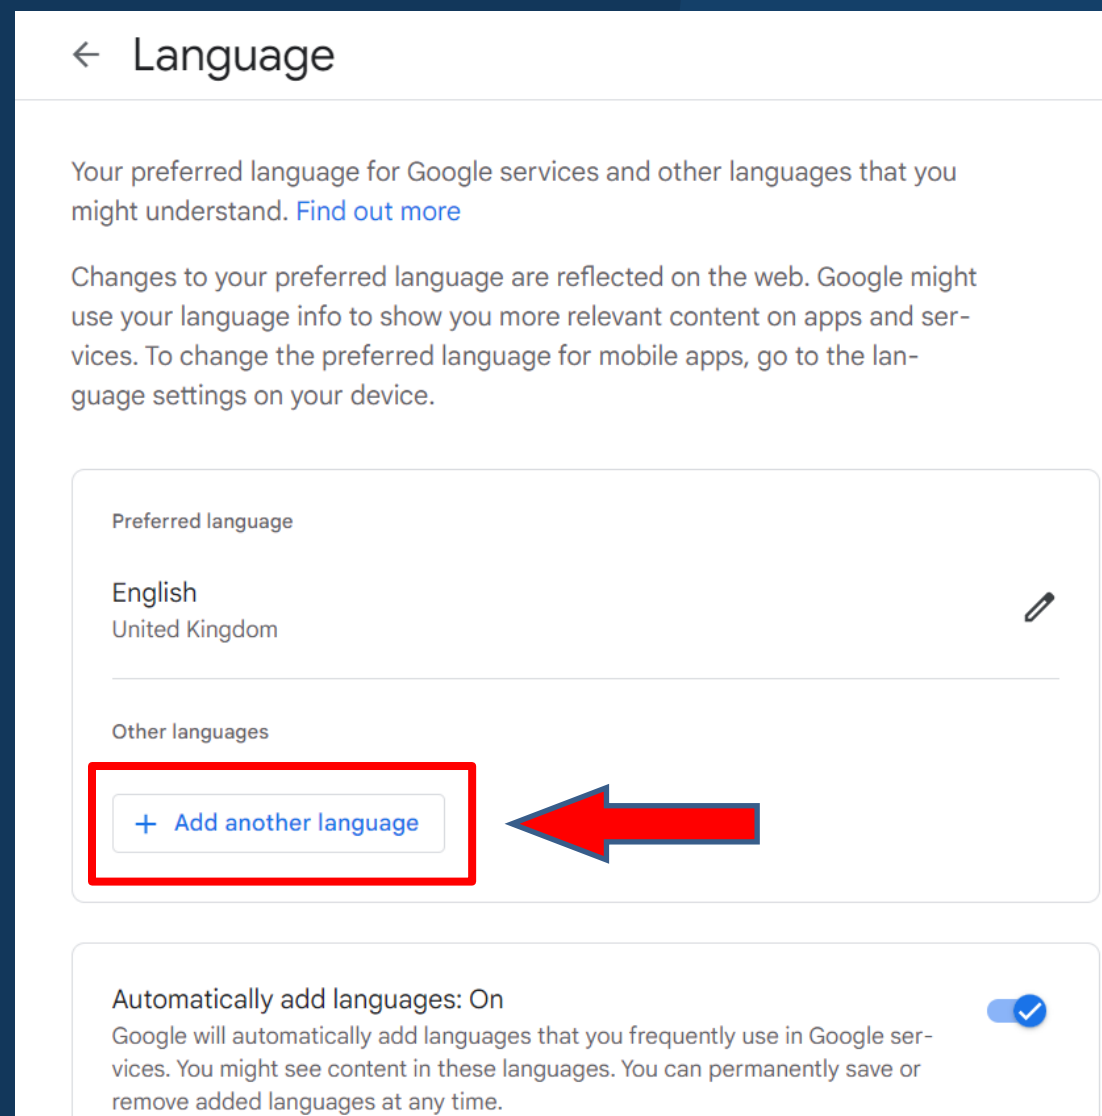 Language
Your preferred language for Google services and other languages that you
might understand. Find out more
Changes to your preferred language are reflected on the web. Google might
use your language info to show you more relevant content on apps and ser-
vices. To change the preferred language for mobile apps, go to the lan-
guage settings on your device.
Preferred language
English
United Kingdom
Other languages
+ Add another language
Automatically add languages: On
Google will automatically add languages that you frequently use in Google ser-
vices. You might see content in these languages. You can permanently save or
remove added languages at any time.